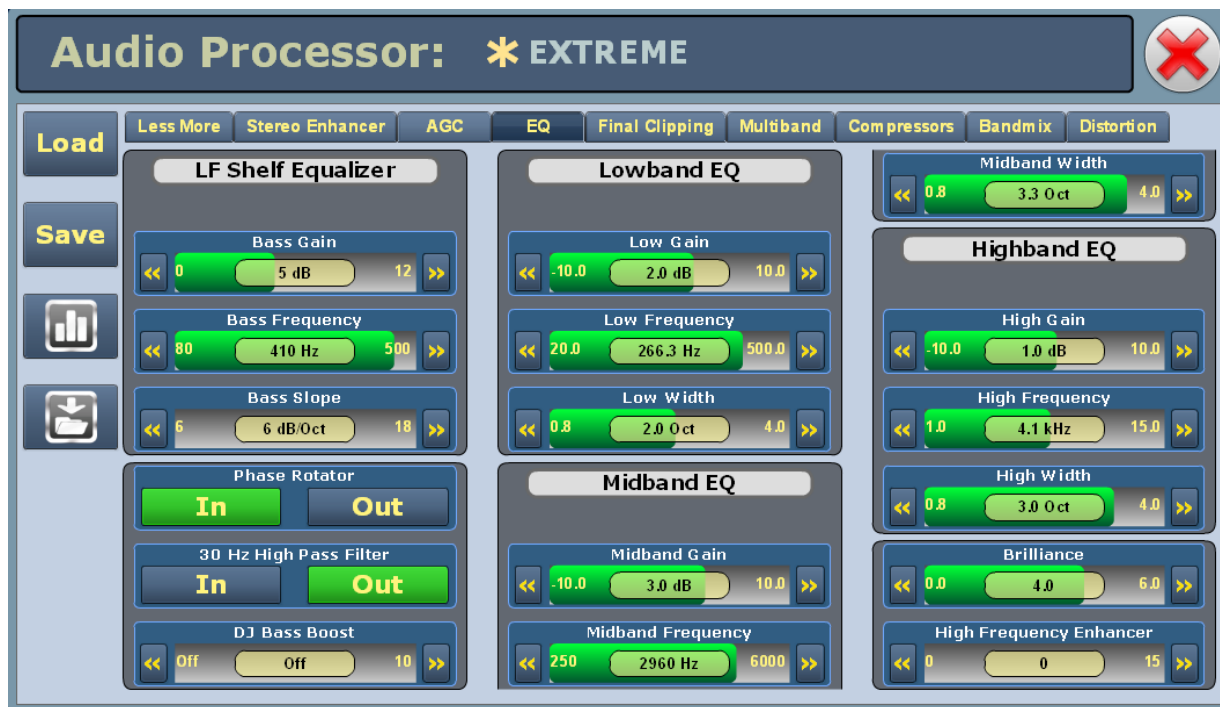 Audio Processor: * EXTREME
Load
Save
Less More Stereo Enhancer AGC EQ Final Clipping Multiband Compressors Bandmix Distortion
LF Shelf Equalizer
Bass Gain
« 0 5 dB 12 »
Bass Frequency
« 80 410 Hz 500 »
Bass Slope
« 6 6 dB/Oct 18 »
Phase Rotator
In Out
30 Hz High Pass Filter
In Out
DJ Bass Boost
« Off Off 10 »
Lowband EQ
Low Gain
« -10.0 2.0 dB 10.0 »
Low Frequency
« 20.0 266.3 Hz 500.0 »
Low Width
« 0.8 2.0 Oct 4.0 »
Midband EQ
Midband Gain
« -10.0 3.0 dB 10.0 »
Midband Frequency
« 250 2960 Hz 6000 »
Midband Width
« 0.8 3.3 Oct 4.0 »
Highband EQ
High Gain
« -10.0 1.0 dB 10.0 »
High Frequency
« 1.0 4.1 kHz 15.0 »
High Width
« 0.8 3.0 Oct 4.0 »
Brilliance
« 0.0 4.0 6.0 »
High Frequency Enhancer
« 0 0 15 »